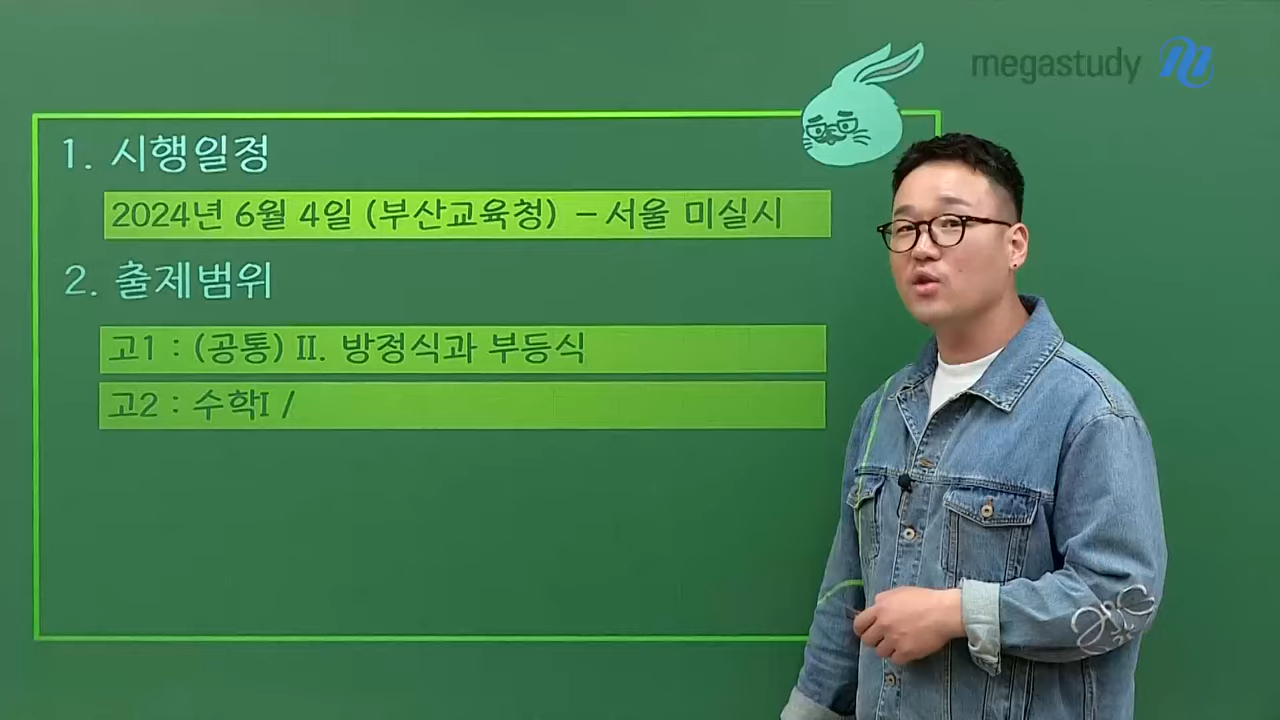 megastudy
1. 시행일정
2024년 6월 4일 (부산교육청) - 서울 미실시
2. 출제범위
고1 : (공통) II. 방정식과 부등식
고2 : 수학I /